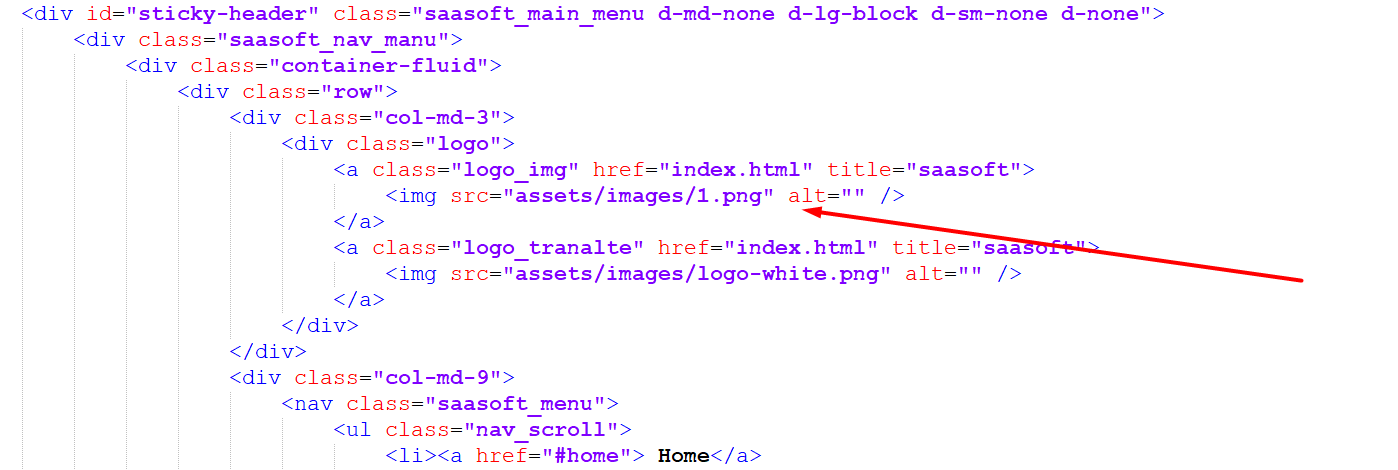 <div id="sticky-header" class="saasoft_main_menu d-md-none d-lg-block d-sm-none d-none">
<div class="saasoft_nav_manu">
<div class="container-fluid">
<div class="row">
<div class="col-md-3">
<div class="logo">
<a class="logo_img" href="index.html" title="saasoft">
<img src="assets/images/1.png" alt="" />
</a>
<a class="logo_tranalte" href="index.html" title="saasoft">
<img src="assets/images/logo-white.png" alt="" />
</a>
</div>
</div>
<div class="col-md-9">
<nav class="saasoft_menu">
<ul class="nav_scroll">
<li><a href="#home"> Home</a>